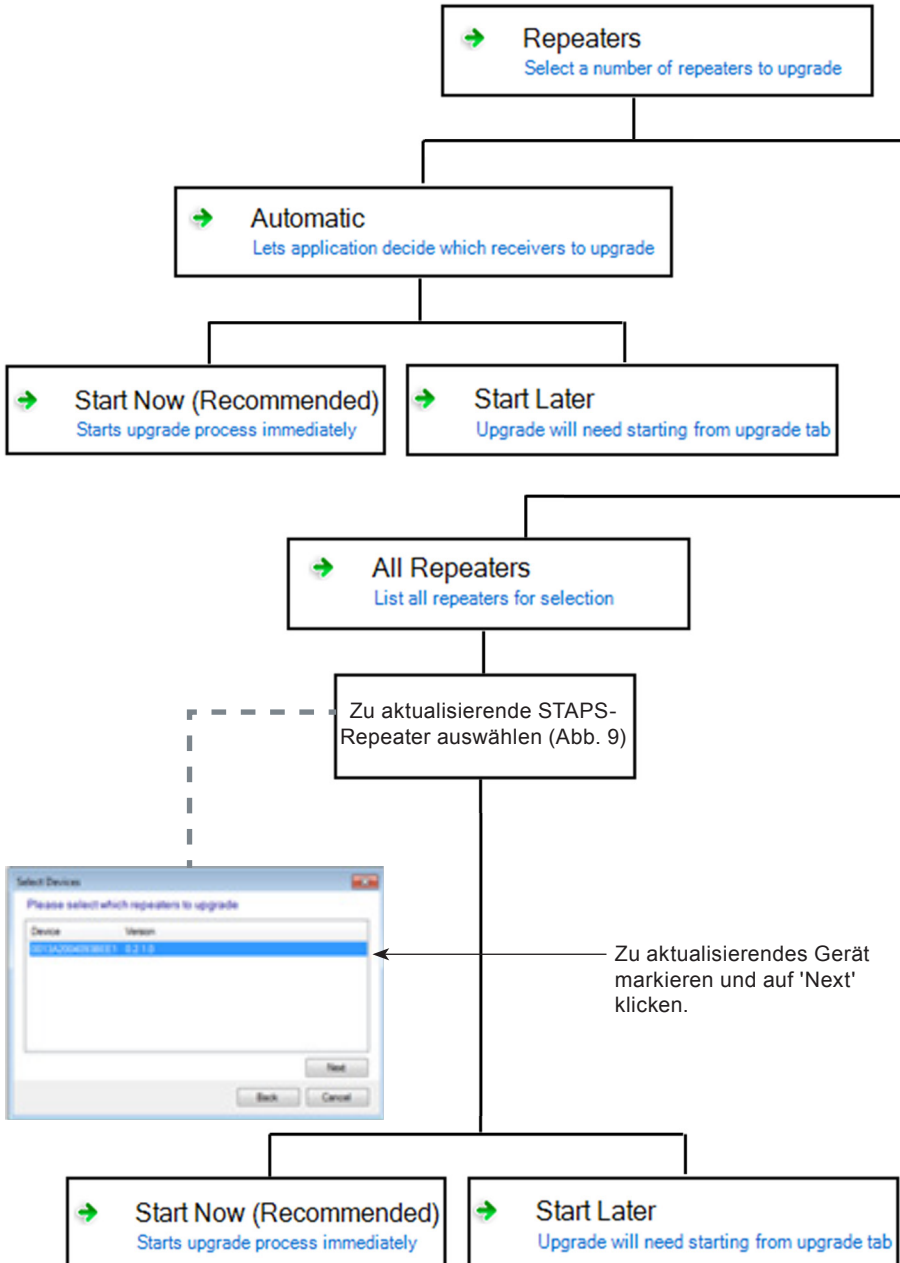 Repeaters
Select a number of repeaters to upgrade
Automatic
Lets application decide which receivers to upgrade
Start Now (Recommended)
Starts upgrade process immediately
Start Later
Upgrade will need starting from upgrade tab
All Repeaters
List all repeaters for selection
Zu aktualisierende STAPS-
Repeater auswählen (Abb. 9)
Select Devices
Please select which repeaters to upgrade
Device Version
0.2.1.0
Zu aktualisierendes Gerät
markieren und auf 'Next'
klicken.
Next
Back Cancel
Start Now (Recommended)
Starts upgrade process immediately
Start Later
Upgrade will need starting from upgrade tab